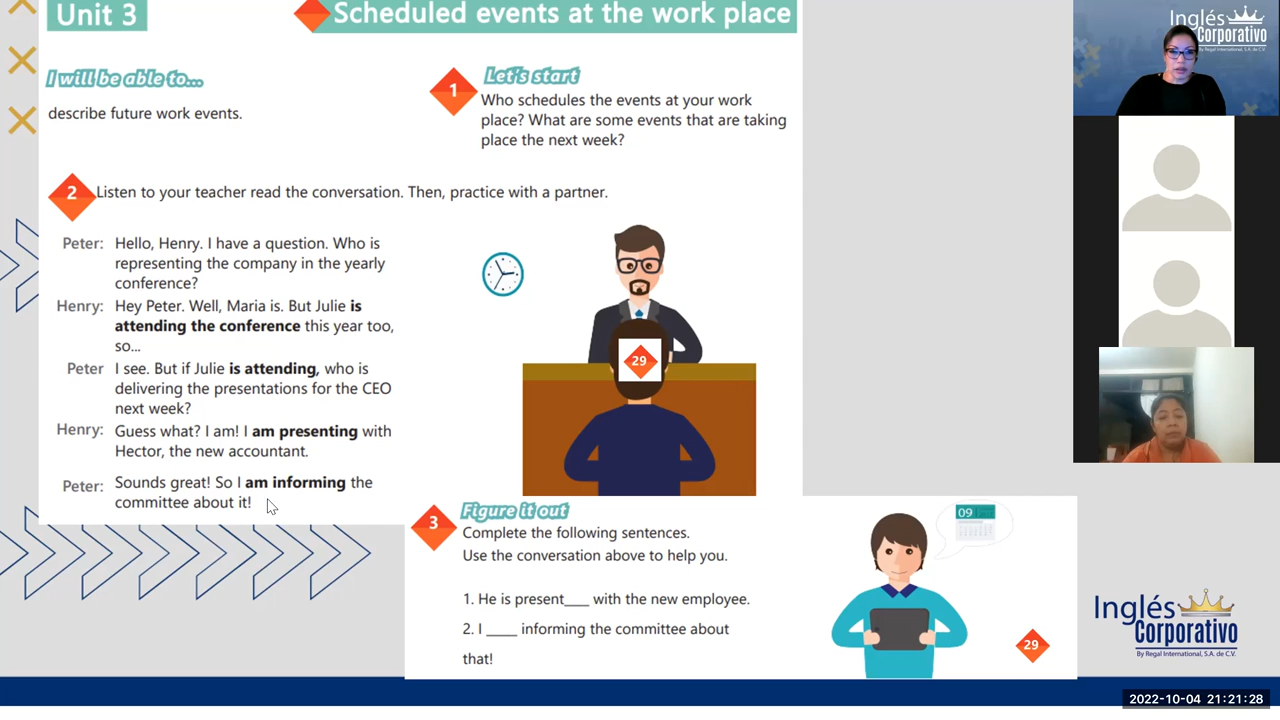 Unit 3
Scheduled events at the work place
I will be able to...
describe future work events.
1
Let's start
Who schedules the events at your work
place? What are some events that are taking
place the next week?
2
Listen to your teacher read the conversation. Then, practice with a partner.
Peter: Hello, Henry. I have a question. Who is
representing the company in the yearly
conference?
Henry: Hey Peter. Well, Maria is. But Julie is
attending the conference this year too,
so...
Peter I see. But if Julie is attending, who is
delivering the presentations for the CEO
next week?
Henry: Guess what? I am! I am presenting with
Hector, the new accountant.
Peter: Sounds great! So I am informing the
committee about it!
29
3
Figure it out
Complete the following sentences.
Use the conversation above to help you.
1. He is present___ with the new employee.
2. I ____ informing the committee about
that!
09
29
Inglés
Corporativo
By Regal International, S.A. de C.V.
Inglés
Corporativo
By Regal International, S.A. de C.V.
2022-10-04 21:21:28